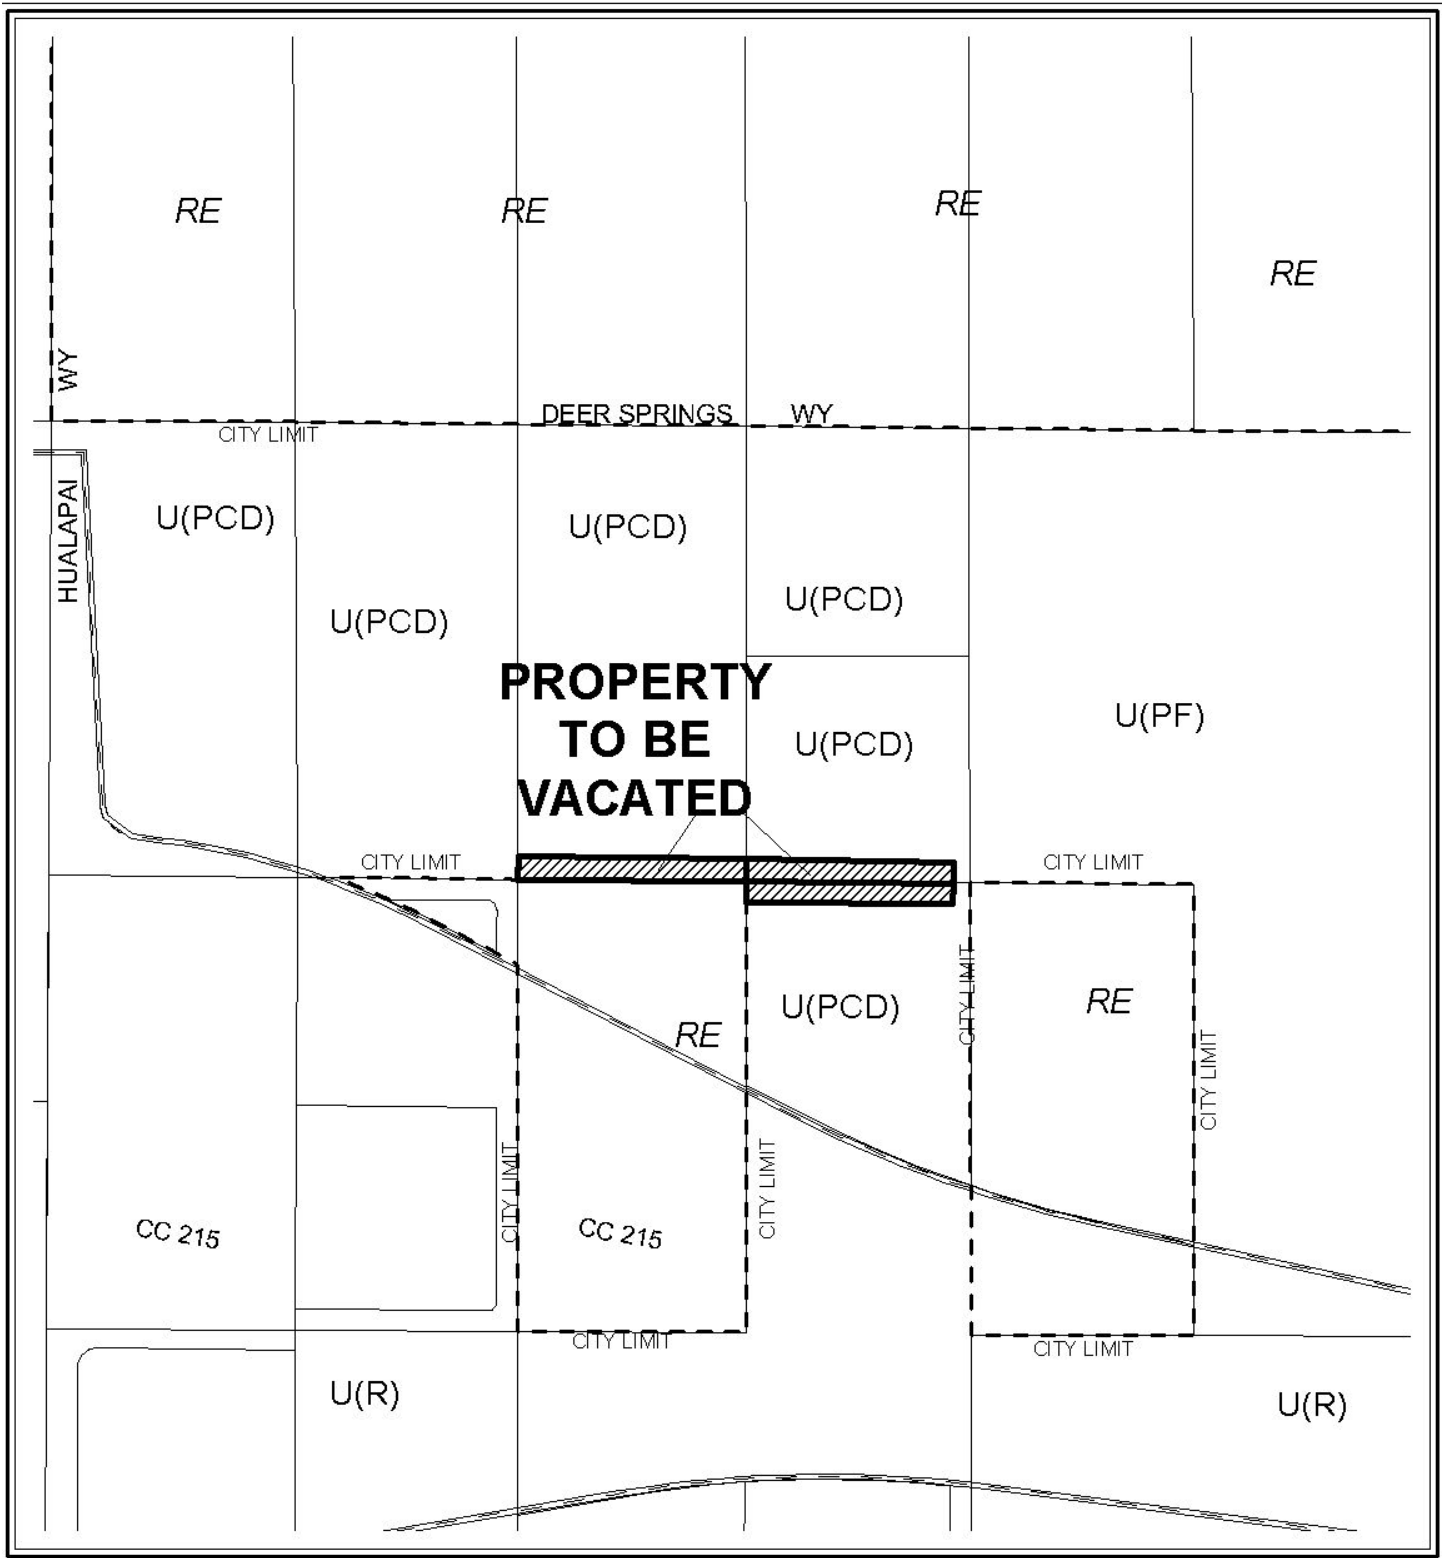 RE
RE
RE
RE
WY
DEER SPRINGS WY
CITY LIMIT
HUALAPAI
U(PCD)
U(PCD)
U(PCD)
U(PCD)
PROPERTY
TO BE
VACATED
U(PCD)
U(PF)
CITY LIMIT
CITY LIMIT
CITY LIMIT
RE
U(PCD)
RE
CITY LIMIT
CITY LIMIT
CITY LIMIT
CC 215
CC 215
CITY LIMIT
CITY LIMIT
U(R)
U(R)